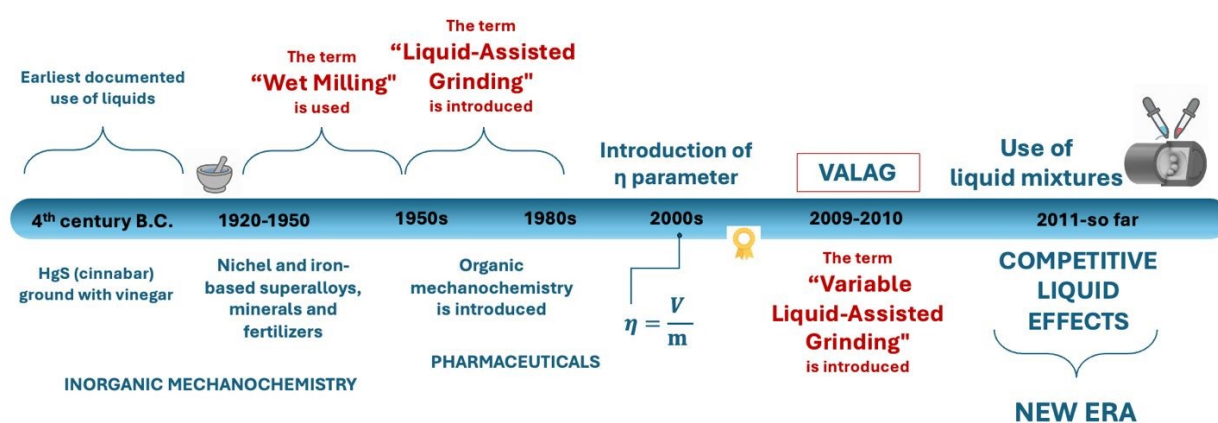 Earliest documented
use of liquids
The term
“Wet Milling"
is used
The term
“Liquid-Assisted
Grinding"
is introduced
Introduction of
η parameter
VALAG
Use of
liquid mixtures
4th century B.C.
1920-1950
1950s
1980s
2000s
2009-2010
2011-so far
HgS (cinnabar)
ground with vinegar
Nichel and iron-
based superalloys,
minerals and
fertilizers
INORGANIC MECHANOCHEMISTRY
Organic
mechanochemistry
is introduced
PHARMACEUTICALS
η = V/m
The term
“Variable
Liquid-Assisted
Grinding"
is introduced
COMPETITIVE
LIQUID
EFFECTS
NEW ERA